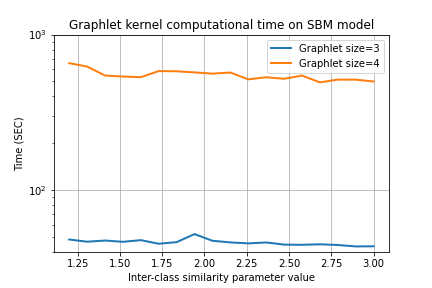 Graphlet kernel computational time on SBM model
10³
Graphlet size=3
Graphlet size=4
Time (SEC)
10²
1.25 1.50 1.75 2.00 2.25 2.50 2.75 3.00
Inter-class similarity parameter value